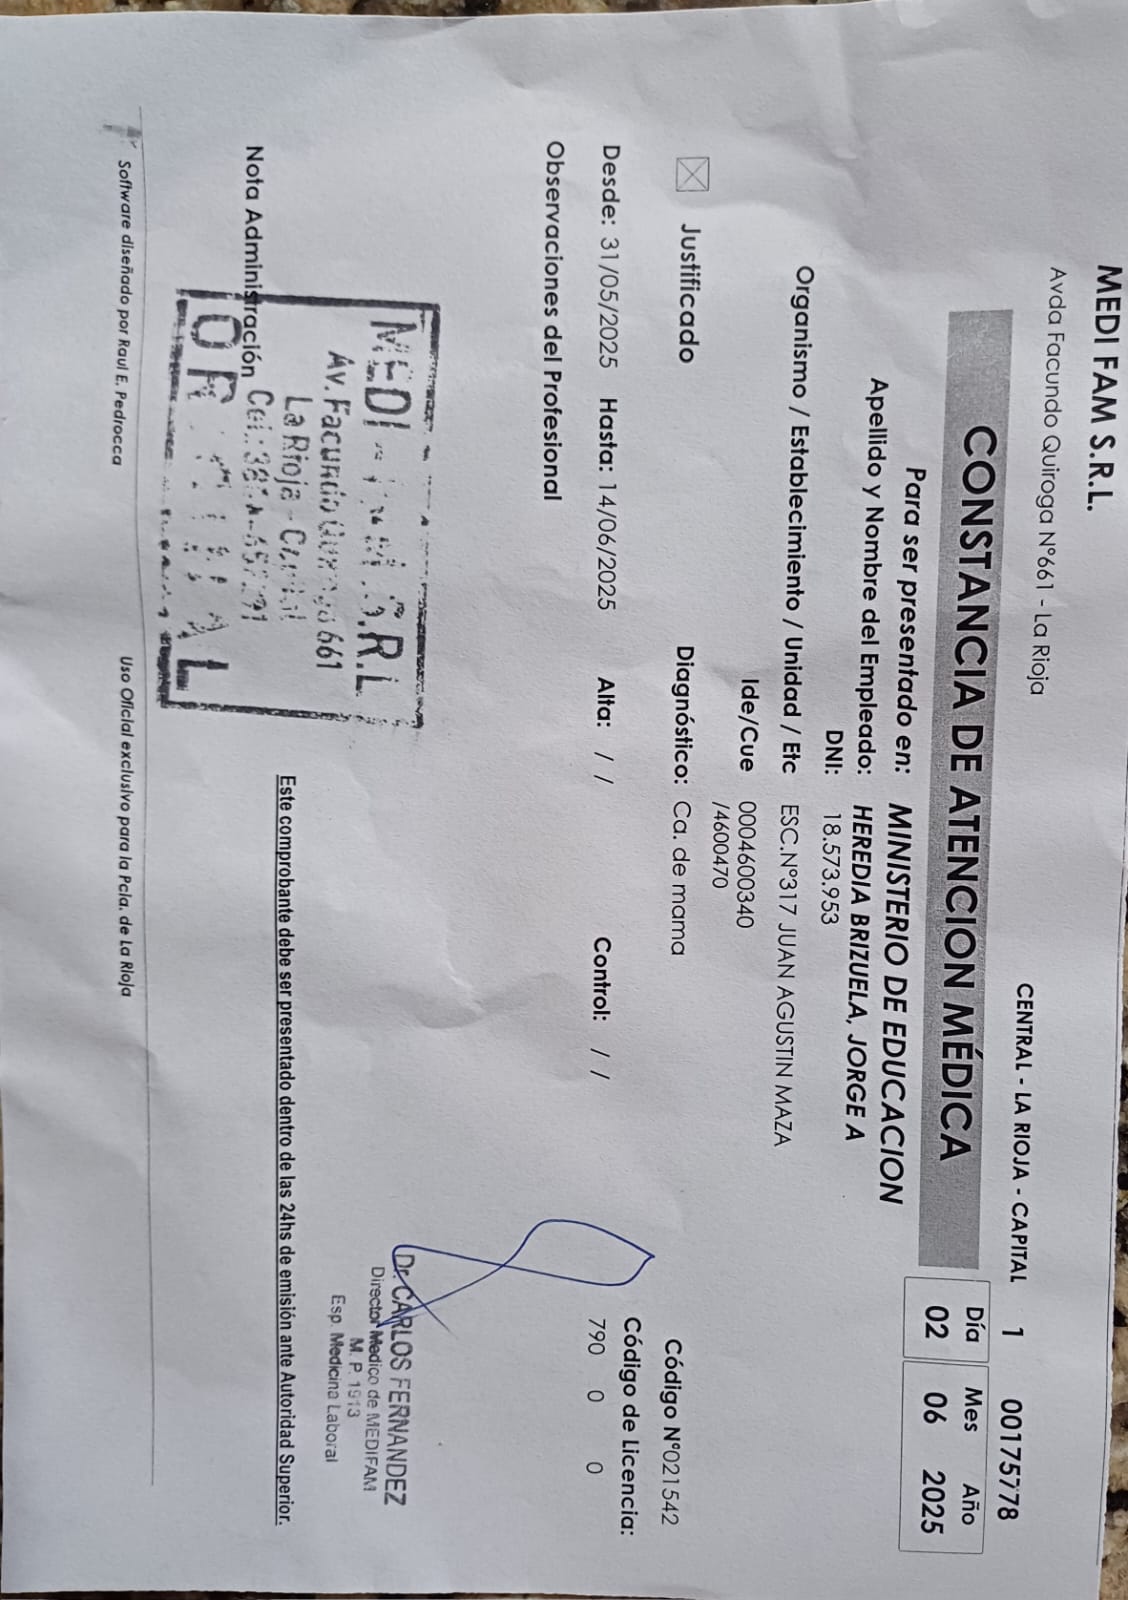 MEDI FAM S.R.L.
Avda Facundo Quiroga N°661 - La Rioja
CENTRAL - LA RIOJA - CAPITAL 1 00175778
CONSTANCIA DE ATENCION MÉDICA
Día Mes Año
02 06 2025
Para ser presentado en: MINISTERIO DE EDUCACION
Apellido y Nombre del Empleado: HEREDIA BRIZUELA, JORGE A
DNI: 18.573.953
Organismo / Establecimiento / Unidad / Etc ESC.N°317 JUAN AGUSTIN MAZA
Ide/Cue 0004600340
/4600470
Justificado Diagnóstico: Ca. de mama Código N°021542
Código de Licencia:
Desde: 31/05/2025 Hasta: 14/06/2025 Alta: / / Control: / / 790 0 0
Observaciones del Profesional
MEDI S.R.L
Av. Facundo Quiroga 661
La Rioja -
Dr. CARLOS FERNANDEZ
Director Medico de MEDIFAM
M. P. 1913
Esp. Medicina Laboral
Nota Administración
Este comprobante debe ser presentado dentro de las 24hs de emisión ante Autoridad Superior.
Software diseñado por Raul E. Pedrocca Uso Oficial exclusivo para la Pcia. de La Rioja